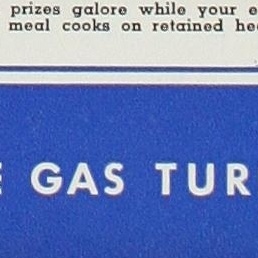 prizes galore while your e
meal cooks on retained he
E GAS TUR